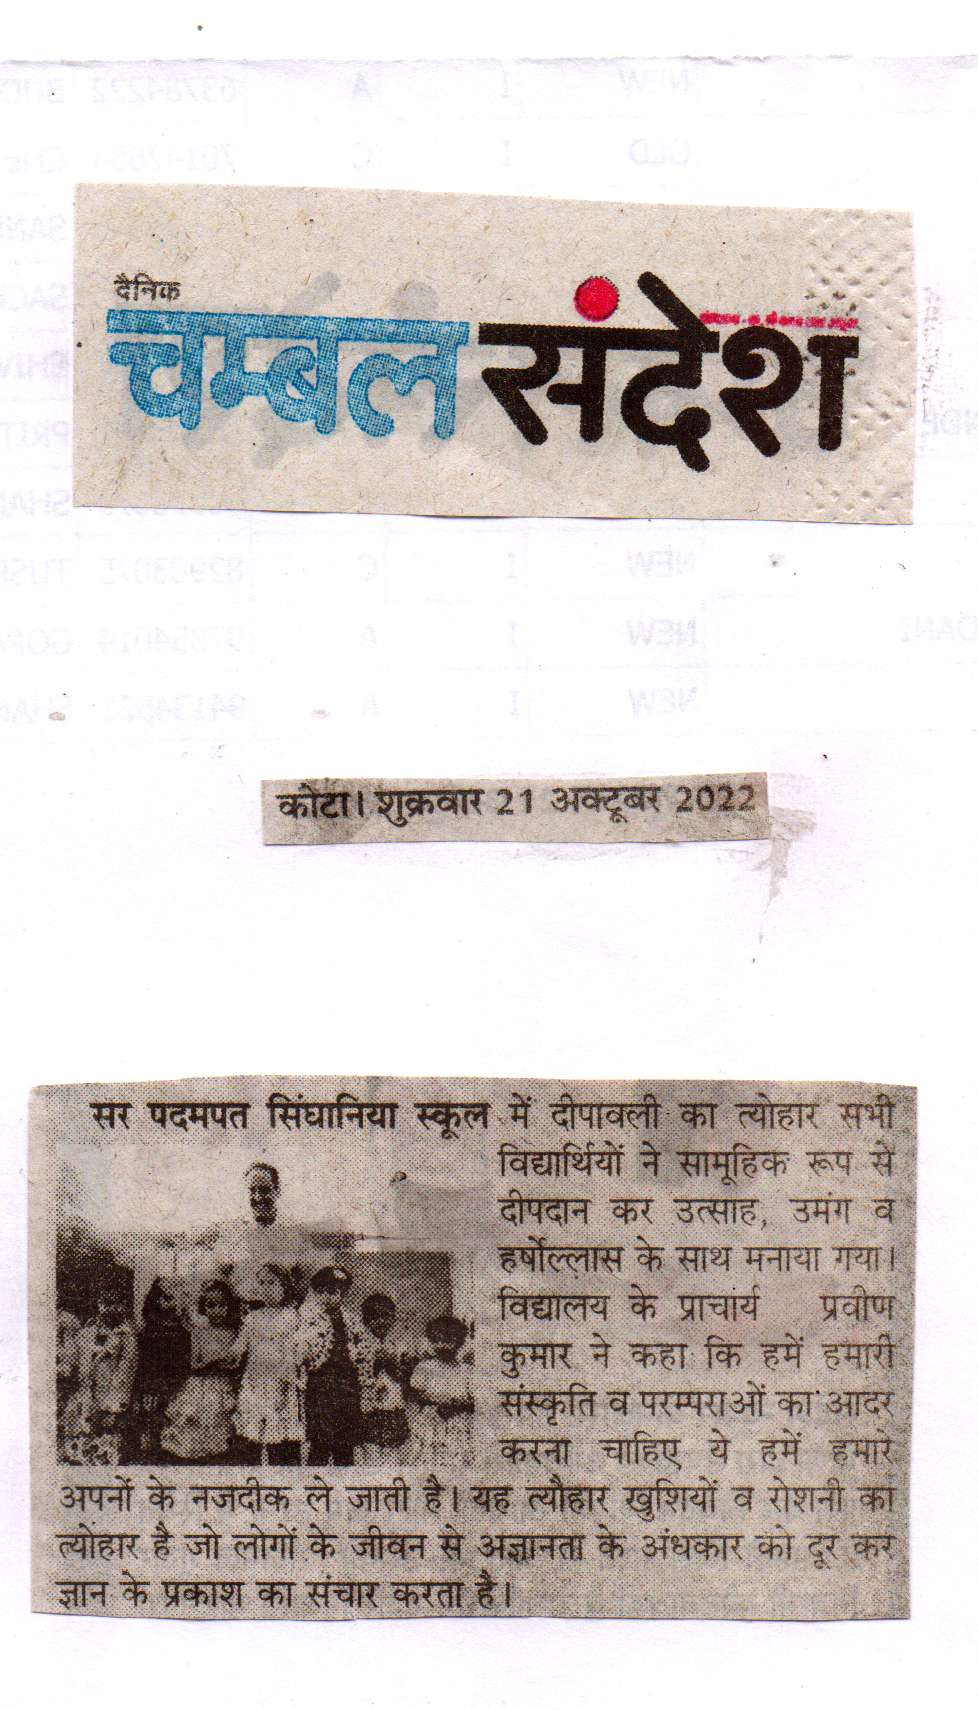 दैनिक
चम्बल संदेश
कोटा। शुक्रवार 21 अक्टूबर 2022
सर पदमपत सिंघानिया स्कूल में दीपावली का त्योहार सभी
विद्यार्थियों ने सामूहिक रूप से
दीपदान कर उत्साह, उमंग व
हर्षोल्लास के साथ मनाया गया।
विद्यालय के प्राचार्य प्रवीण
कुमार ने कहा कि हमें हमारी
संस्कृति व परम्पराओं का आदर
करना चाहिए ये हमें हमारे
अपनों के नजदीक ले जाती है। यह त्यौहार खुशियों व रोशनी का
त्योहार है जो लोगों के जीवन से अज्ञानता के अंधकार को दूर कर
ज्ञान के प्रकाश का संचार करता है।